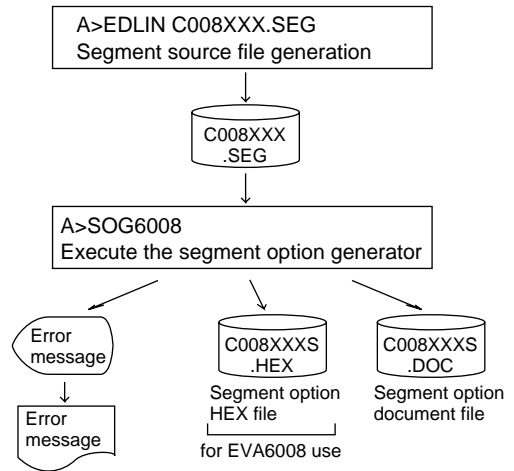 A>EDLIN C008XXX.SEG
Segment source file generation
C008XXX
.SEG
A>SOG6008
Execute the segment option generator
Error
message
C008XXXS
.HEX
C008XXXS
.DOC
Error
message
Segment option
HEX file
Segment option
document file
for EVA6008 use